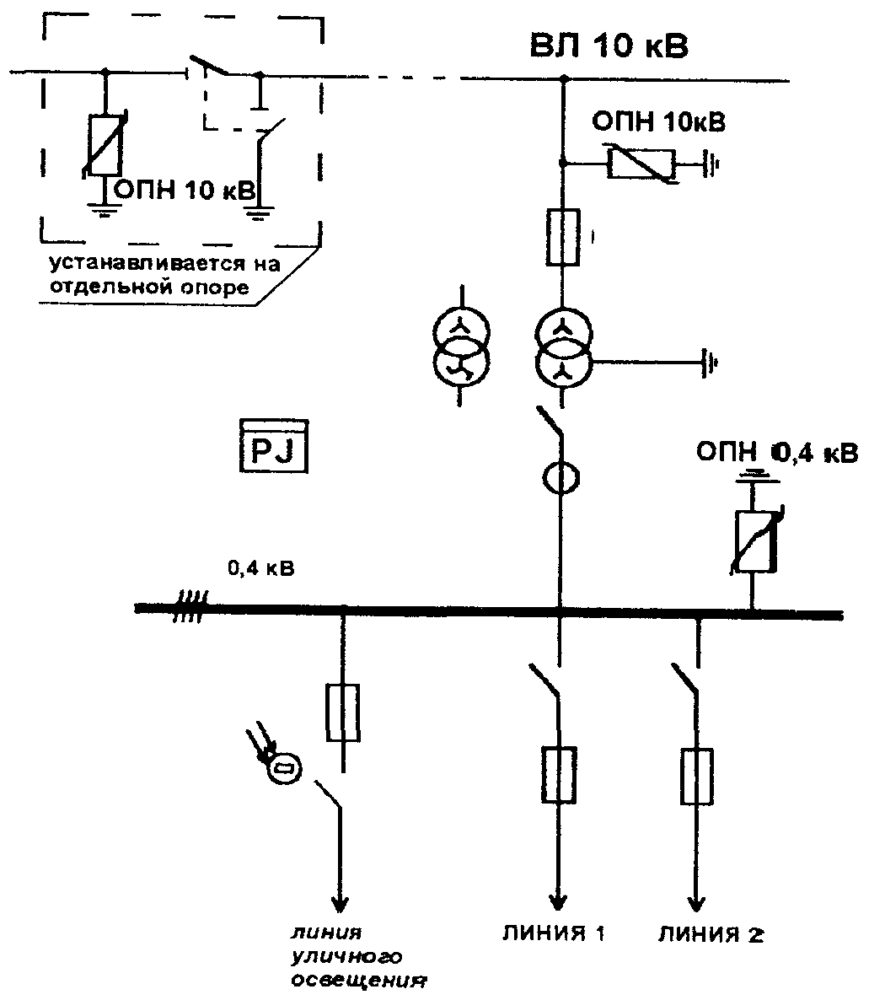 ВЛ 10 кВ
ОПН 10кВ
ОПН 10 кВ
устанавливается на
отдельной опоре
PJ
ОПН 0,4 кВ
0,4 кВ
линия
уличного
освещения
ЛИНИЯ 1
ЛИНИЯ 2